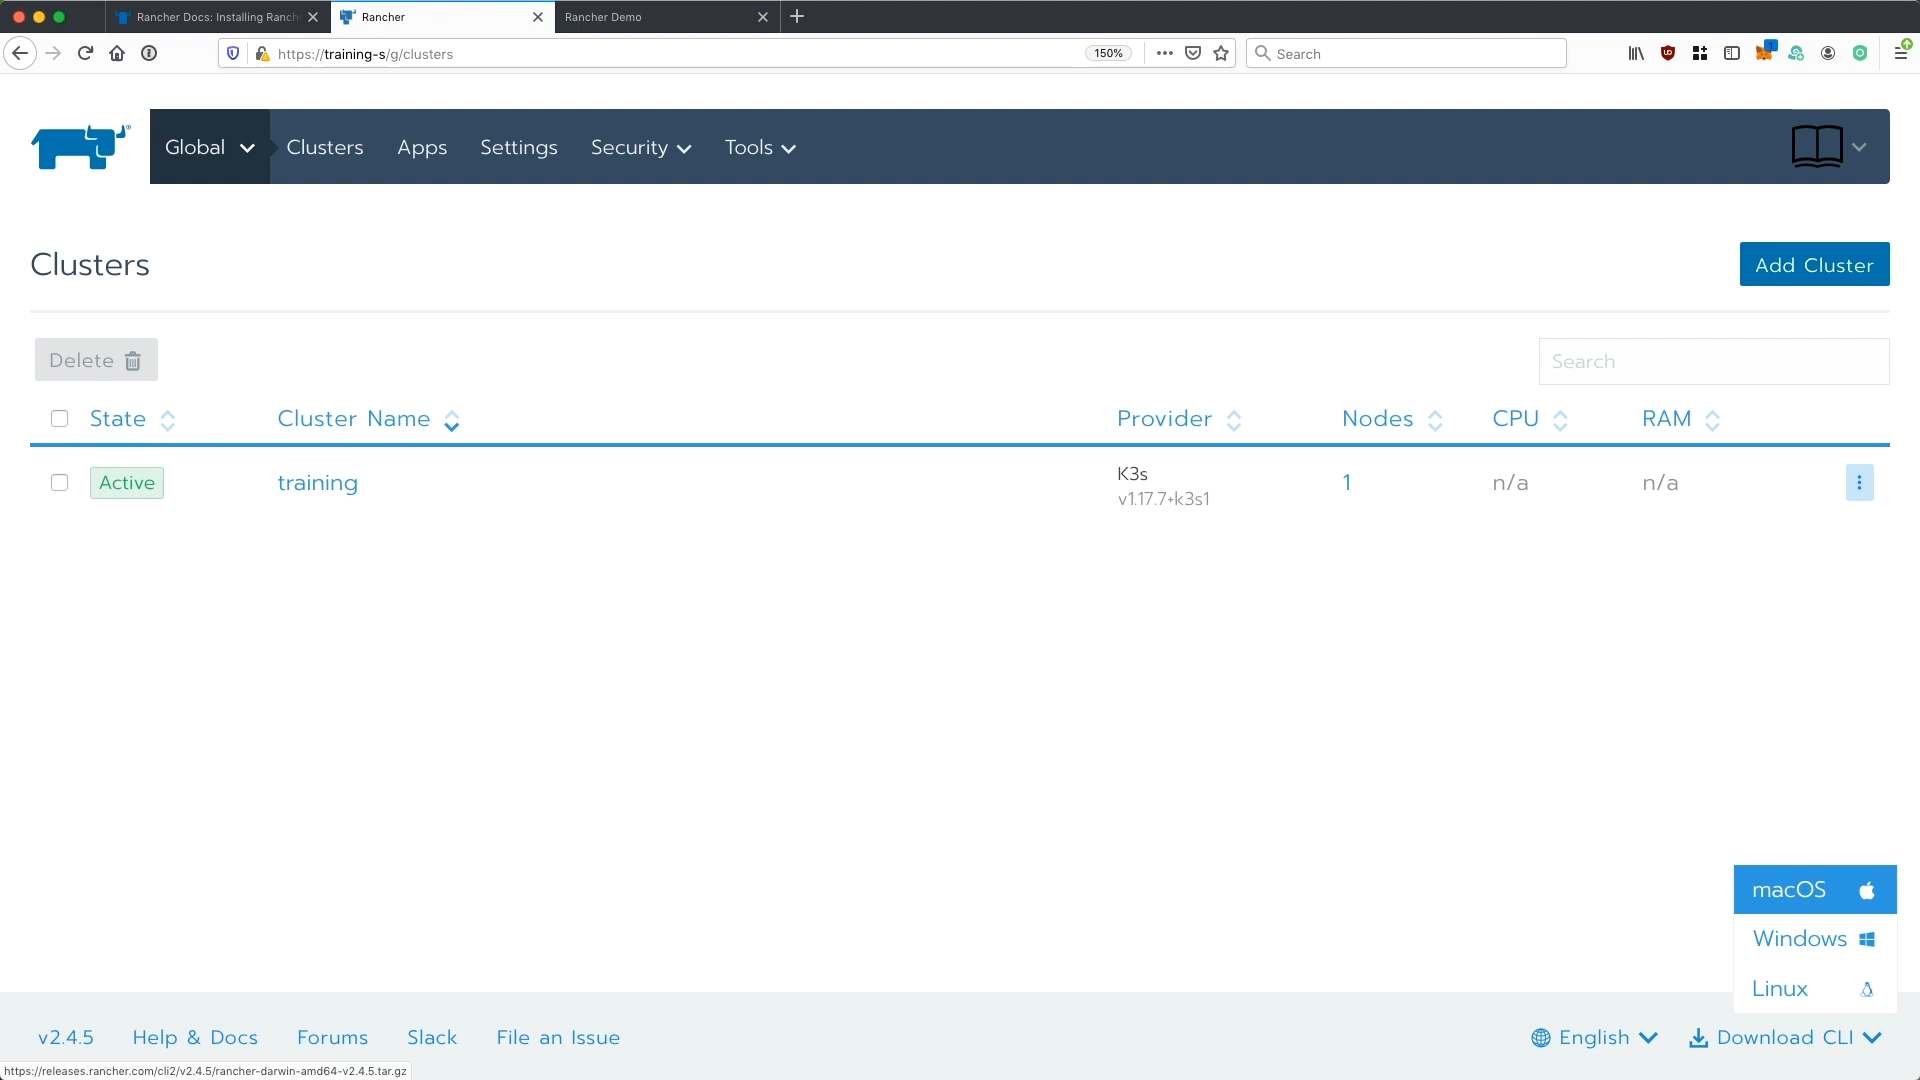 Rancher Docs: Installing Ranch
Rancher
Rancher Demo
https://training-s/g/clusters
150%
Search
1
Global
Clusters
Apps
Settings
Security
Tools
Clusters
Add Cluster
Delete
Search
State
Cluster Name
Provider
Nodes
CPU
RAM
Active
training
K3s
v1.17.7+k3s1
1
n/a
n/a
macOS
Windows
Linux
v2.4.5
Help & Docs
Forums
Slack
File an Issue
English
Download CLI
https://releases.rancher.com/cli2/v2.4.5/rancher-darwin-amd64-v2.4.5.tar.gz